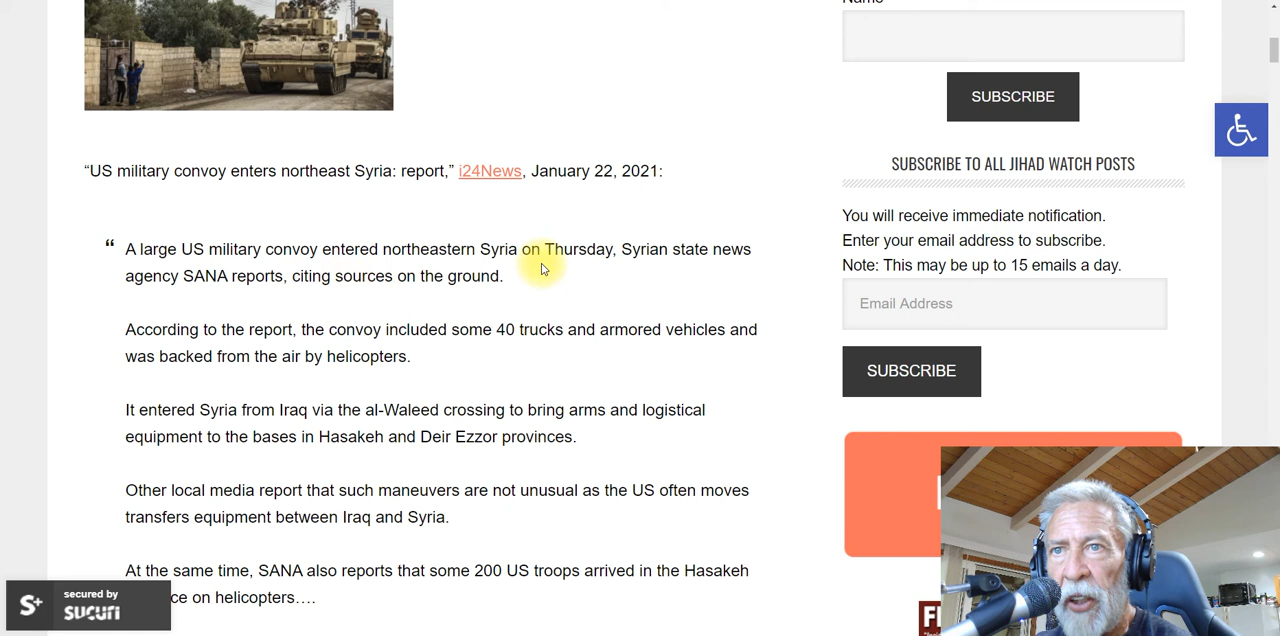 Name
SUBSCRIBE
SUBSCRIBE TO ALL JIHAD WATCH POSTS
“US military convoy enters northeast Syria: report,” i24News, January 22, 2021:
You will receive immediate notification.
Enter your email address to subscribe.
Note: This may be up to 15 emails a day.
“ A large US military convoy entered northeastern Syria on Thursday, Syrian state news
agency SANA reports, citing sources on the ground.
Email Address
According to the report, the convoy included some 40 trucks and armored vehicles and
was backed from the air by helicopters.
SUBSCRIBE
It entered Syria from Iraq via the al-Waleed crossing to bring arms and logistical
equipment to the bases in Hasakeh and Deir Ezzor provinces.
Other local media report that such maneuvers are not unusual as the US often moves
transfers equipment between Iraq and Syria.
At the same time, SANA also reports that some 200 US troops arrived in the Hasakeh
ce on helicopters….
S+
secured by
sucuri